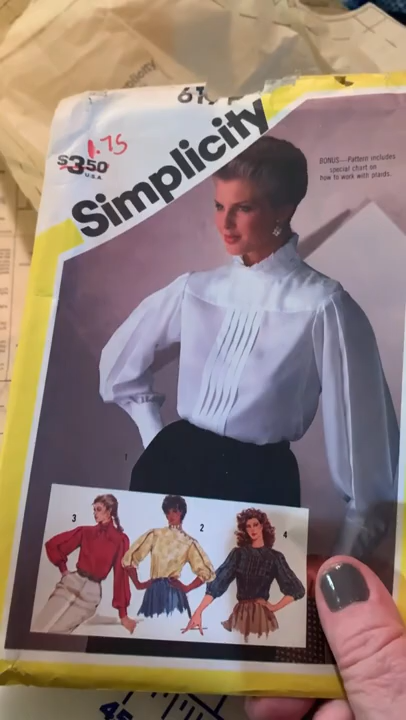 1.75
$3.50
U.S.A.
Simplicity
BONUS—Pattern includes
special chart on
how to work with plaids.
1
3
2
4
45